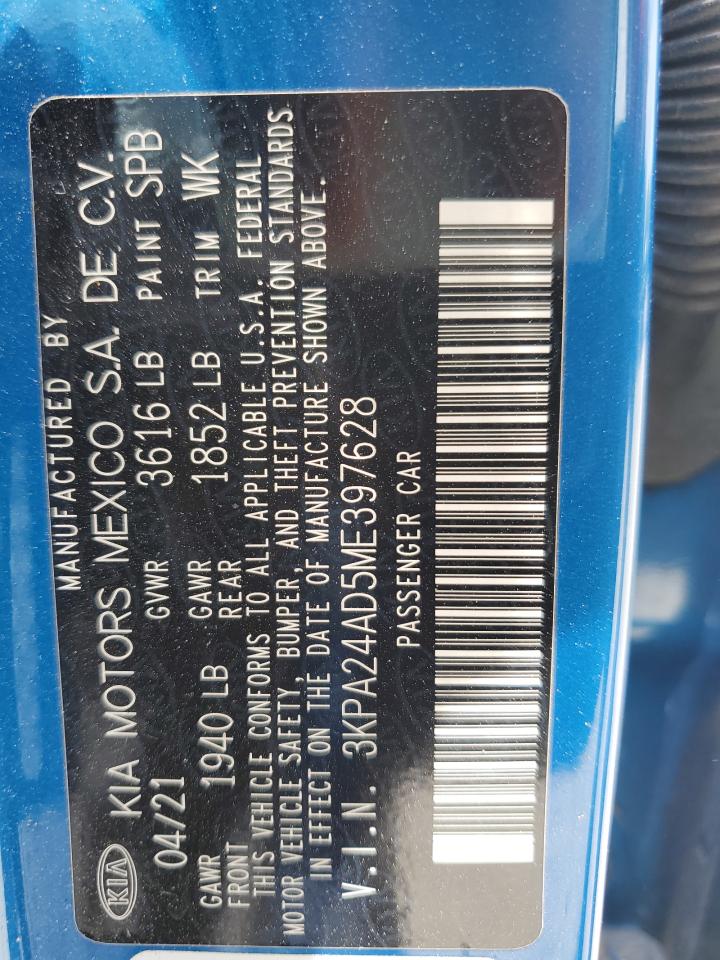 MANUFACTURED BY
KIA KIA MOTORS MEXICO S.A. DE C.V.
04/21 GVWR 3616 LB PAINT SPB
GAWR FRONT 1940 LB GAWR REAR 1852 LB TRIM WK
THIS VEHICLE CONFORMS TO ALL APPLICABLE U.S.A. FEDERAL
MOTOR VEHICLE SAFETY, BUMPER, AND THEFT PREVENTION STANDARDS
IN EFFECT ON THE DATE OF MANUFACTURE SHOWN ABOVE.
V.I.N. 3KPA24AD5ME397628
PASSENGER CAR